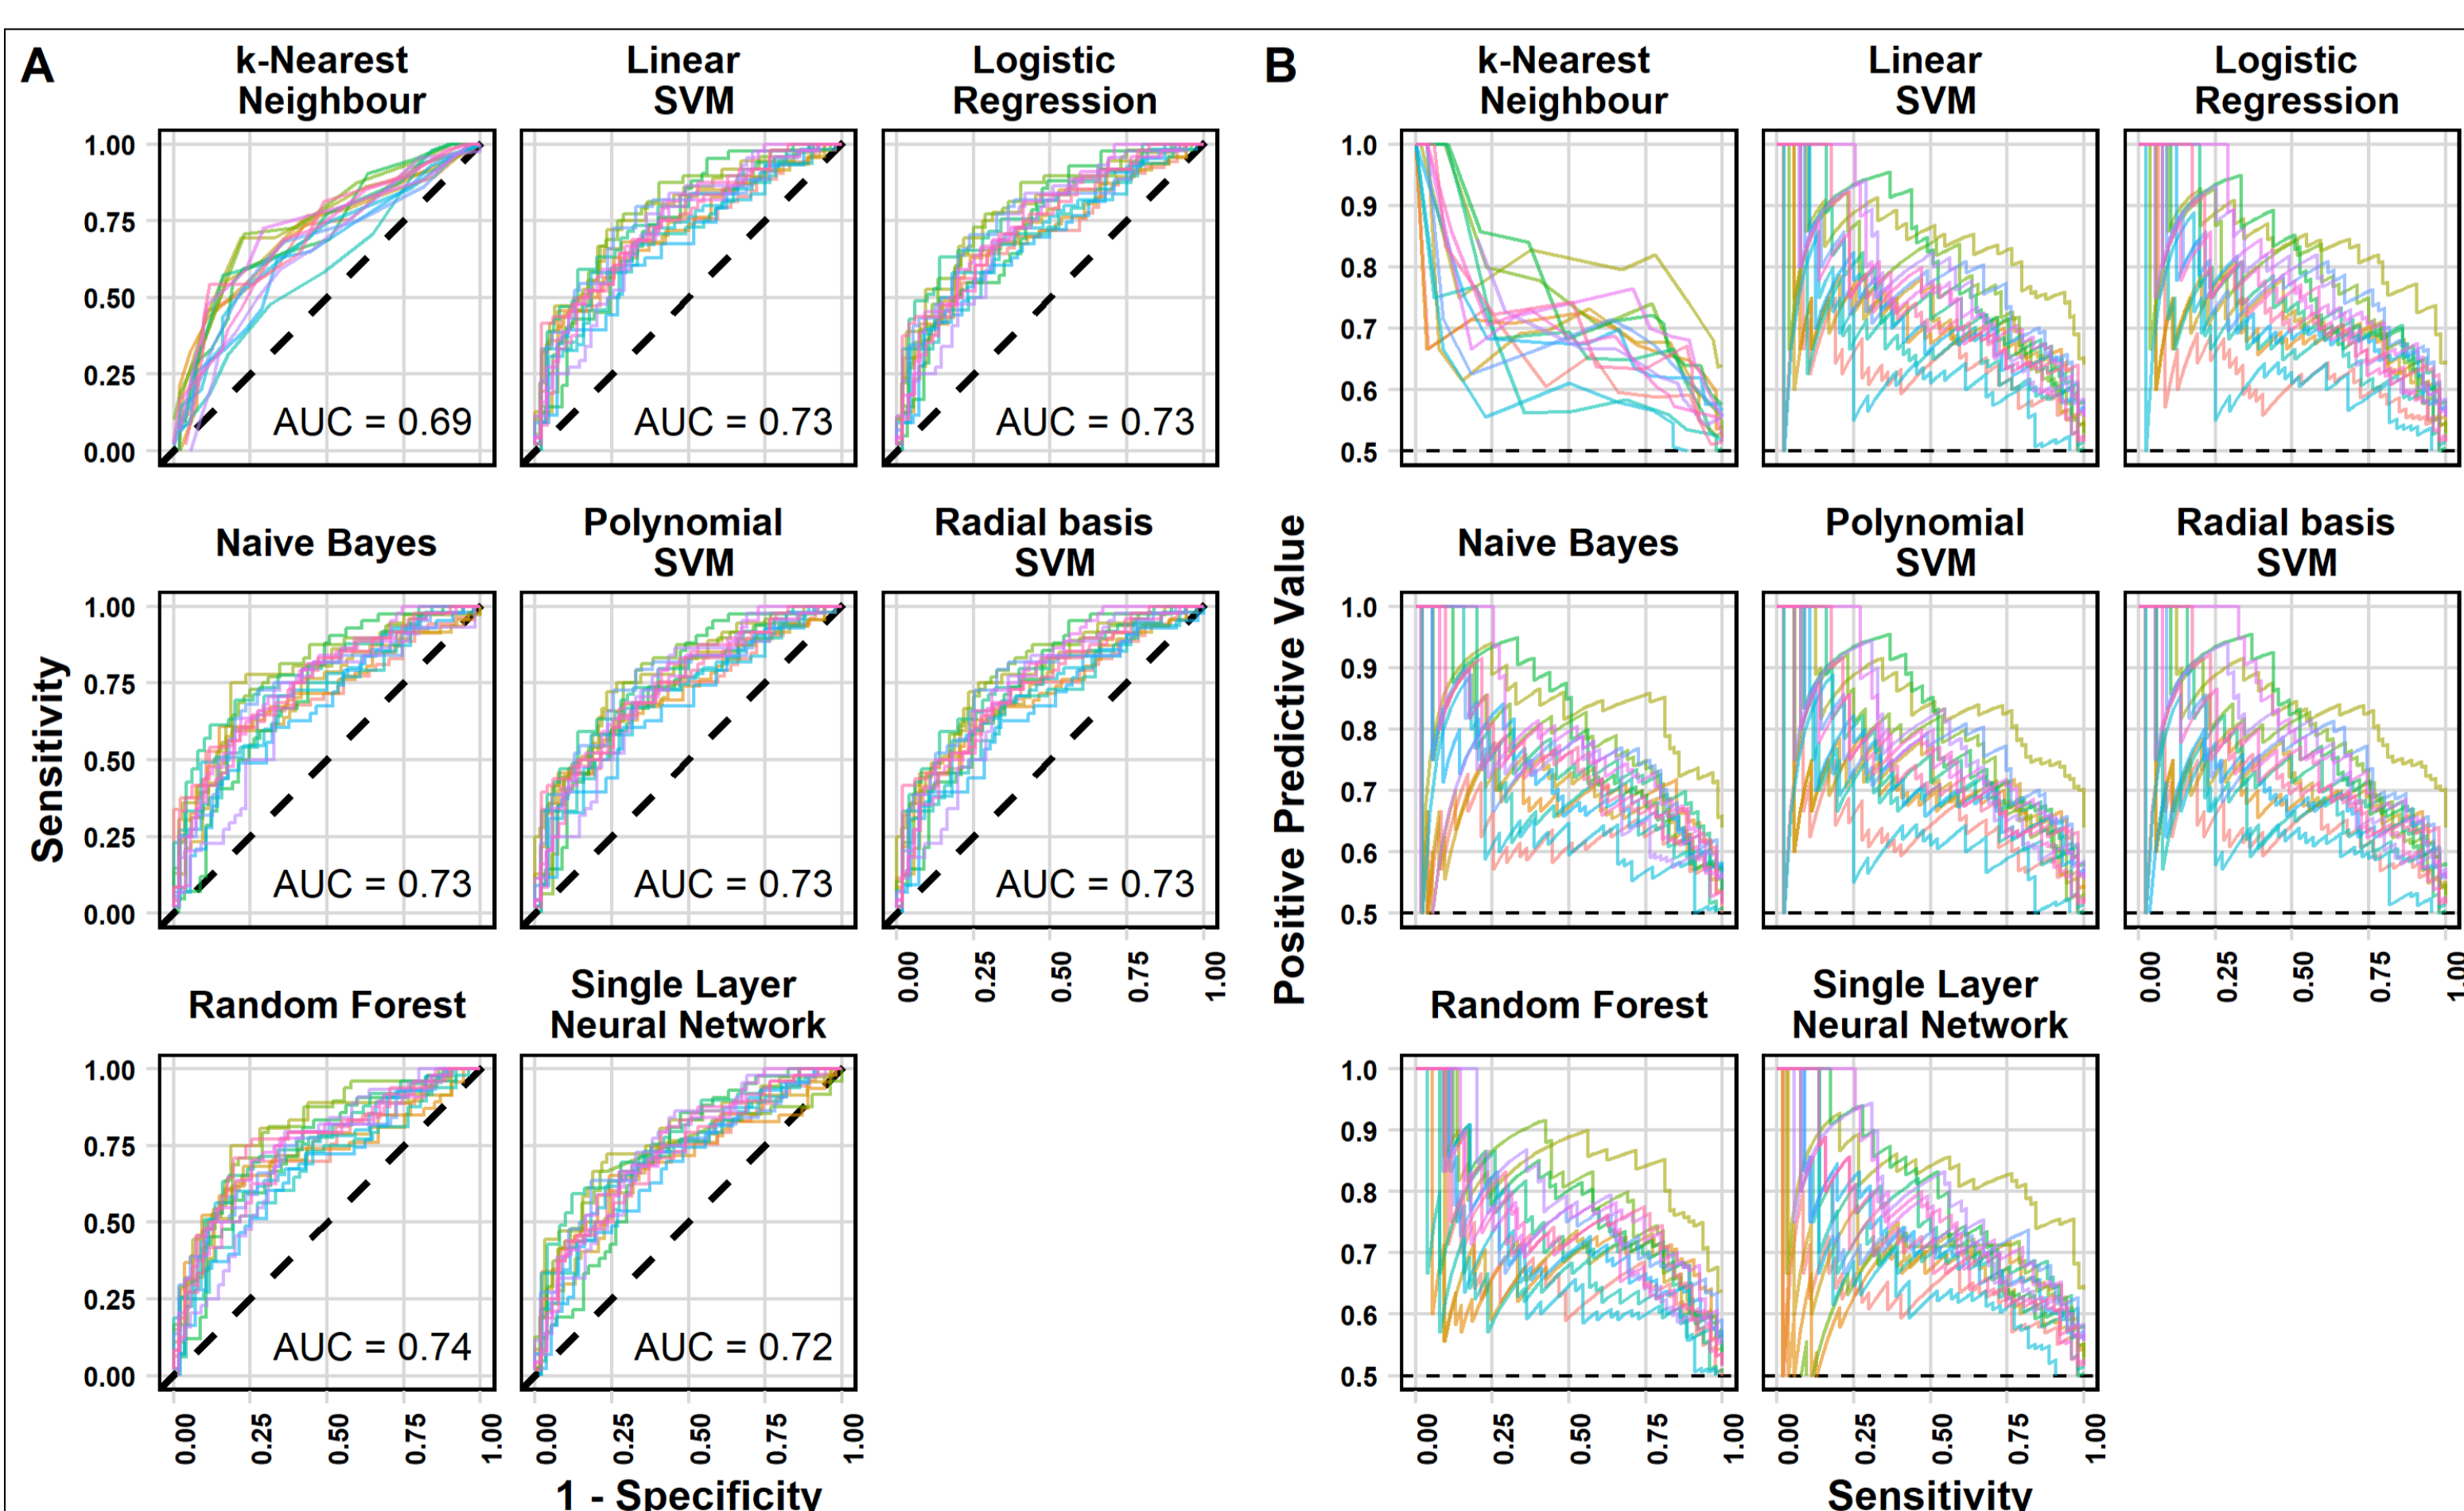 A
k-Nearest
Neighbour
Linear
SVM
Logistic
Regression
1.00
0.75
0.50
0.25
0.00
AUC = 0.69
AUC = 0.73
AUC = 0.73
Naive Bayes
Polynomial
SVM
Radial basis
SVM
Sensitivity
1.00
0.75
0.50
0.25
0.00
AUC = 0.73
AUC = 0.73
AUC = 0.73
0.00
0.25
0.50
0.75
1.00
Random Forest
Single Layer
Neural Network
1.00
0.75
0.50
0.25
0.00
AUC = 0.74
AUC = 0.72
0.00
0.25
0.50
0.75
1.00
0.00
0.25
0.50
0.75
1.00
1 - Specificity
B
k-Nearest
Neighbour
Linear
SVM
Logistic
Regression
1.0
0.9
0.8
0.7
0.6
0.5
Naive Bayes
Polynomial
SVM
Radial basis
SVM
Positive Predictive Value
1.0
0.9
0.8
0.7
0.6
0.5
0.00
0.25
0.50
0.75
1.00
Random Forest
Single Layer
Neural Network
1.0
0.9
0.8
0.7
0.6
0.5
0.00
0.25
0.50
0.75
1.00
0.00
0.25
0.50
0.75
1.00
Sensitivity